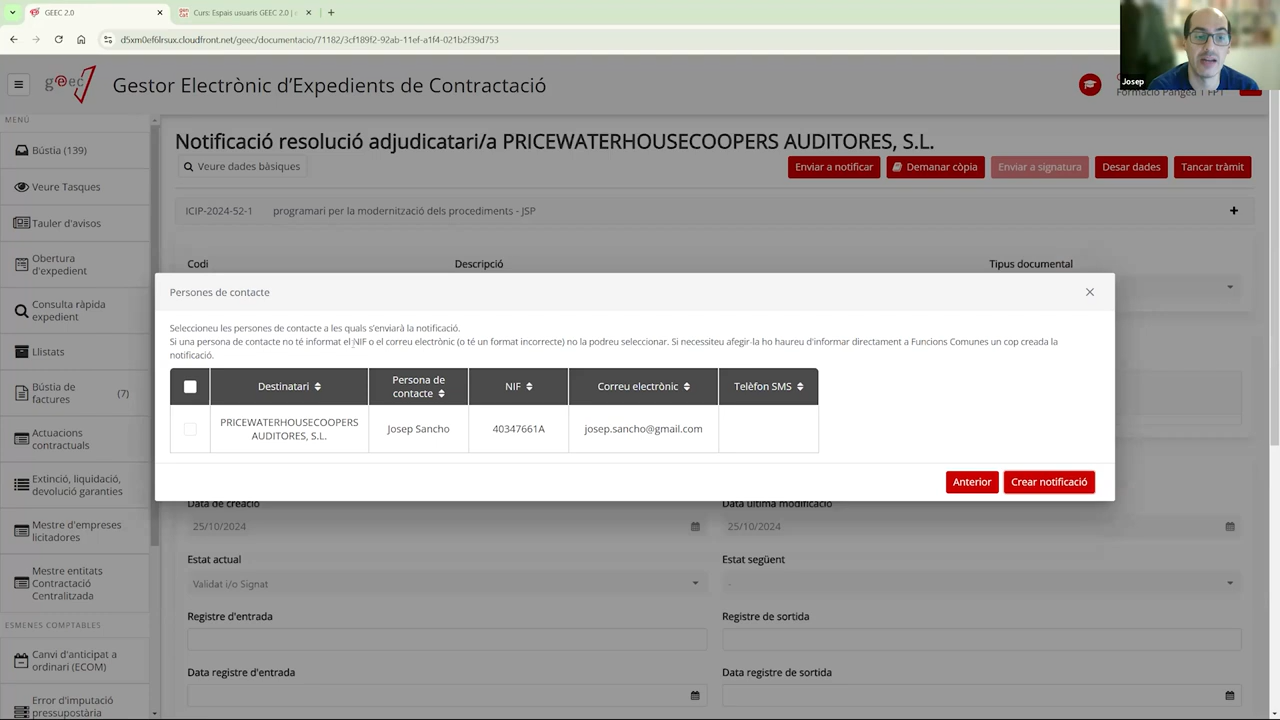 GEEC 2.0
Curs: Espais usuaris GEEC 2.0 |
d5xm0ef6lrsux.cloudfront.net/geec/documentacio/71182/3cf189f2-92ab-11ef-a1f4-021b2f39d753
Josep
geec
Gestor Electrònic d'Expedients de Contractació
Formació Pangea 1 FP1
MENÚ
Bústia (139)
Veure Tasques
Tauler d'avisos
Obertura
d'expedient
Consulta ràpida
expedient
Llistats
Bústia de
factures
(7)
Actuacions
contractuals
Extinció, liquidació,
devolució garanties
Mestre d'empreses
licitadores
Mestre entitats
Contractació
Centralitzada
ESMENES COMPTABLES
Canvi d'anticipat a
ordinari (ECOM)
Error d'imputació
pressupostària
Notificació resolució adjudicatari/a PRICEWATERHOUSECOOPERS AUDITORES, S.L.
Veure dades bàsiques
Enviar a notificar
Demanar còpia
Enviar a signatura
Desar dades
Tancar tràmit
ICIP-2024-S2-1 programari per la modernització dels procediments - JSP
Codi
Descripció
Tipus documental
Persones de contacte
Seleccioneu les persones de contacte a les quals s'enviarà la notificació.
Si una persona de contacte no té informat el NIF o el correu electrònic (o té un format incorrecte) no la podreu seleccionar. Si necessiteu afegir-la ho haureu d'informar directament a Funcions Comunes un cop creada la
notificació.
Destinatari
Persona de
contacte
NIF
Correu electrònic
Telèfon SMS
PRICEWATERHOUSECOOPERS
AUDITORES, S.L.
Josep Sancho
40347661A
josep.sancho@gmail.com
Anterior
Crear notificació
Data de creació
Data última modificació
25/10/2024
25/10/2024
Estat actual
Estat següent
Validat i/o Signat
-
Registre d'entrada
Registre de sortida
Data registre d'entrada
Data registre de sortida